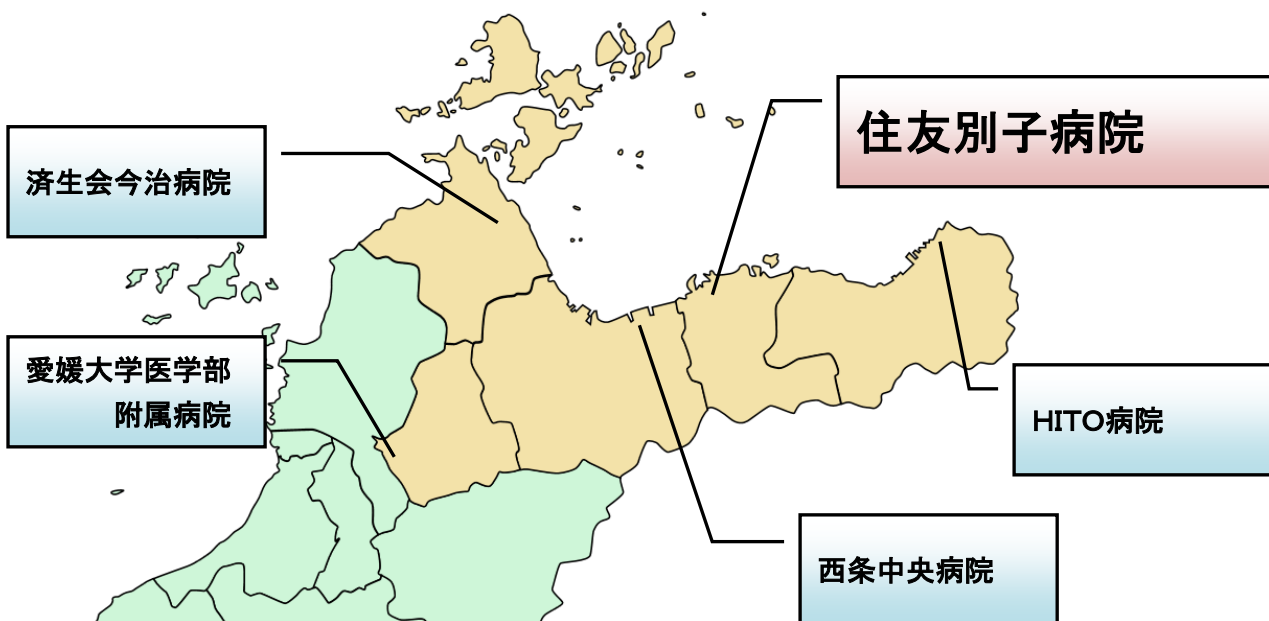 住友別子病院
済生会今治病院
愛媛大学医学部
附属病院
HITO病院
西条中央病院